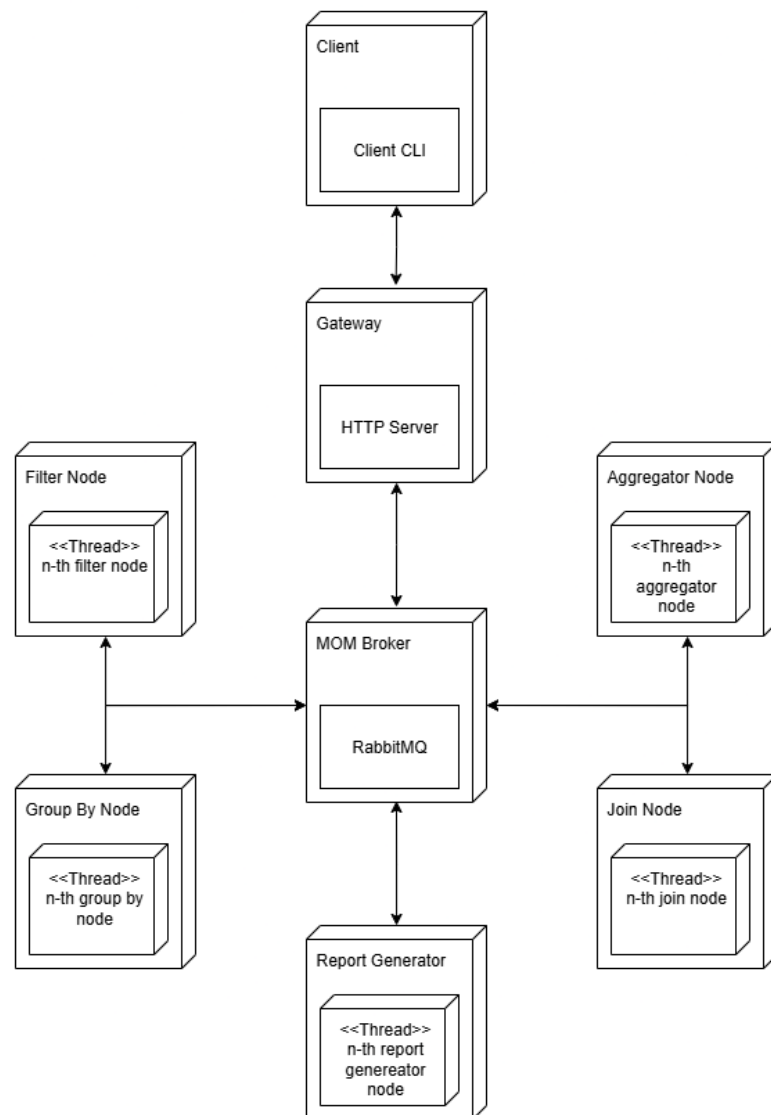 Client
Client CLI
Gateway
HTTP Server
Filter Node
<<Thread>>
n-th filter node
Aggregator Node
<<Thread>>
n-th
aggregator
node
MOM Broker
RabbitMQ
Group By Node
<<Thread>>
n-th group by
node
Join Node
<<Thread>>
n-th join node
Report Generator
<<Thread>>
n-th report
genereator
node